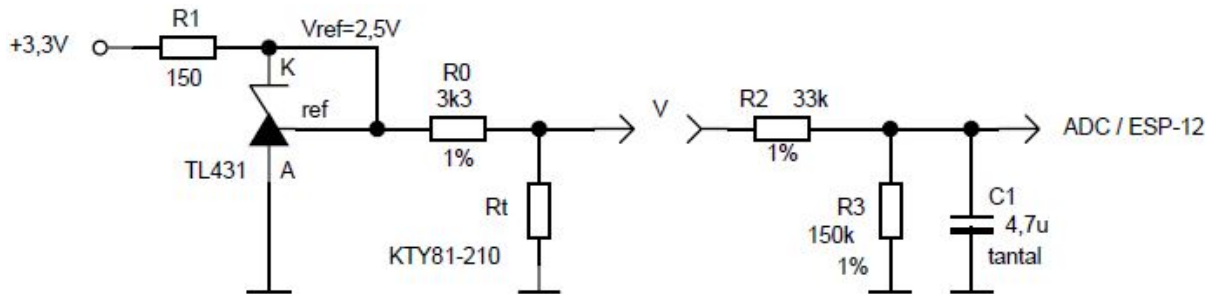 +3,3V
R1
150
Vref=2,5V
K
ref
A
TL431
R0
3k3
1%
Rt
KTY81-210
V
R2 33k
1%
R3
150k
1%
C1
4,7u
tantal
ADC / ESP-12